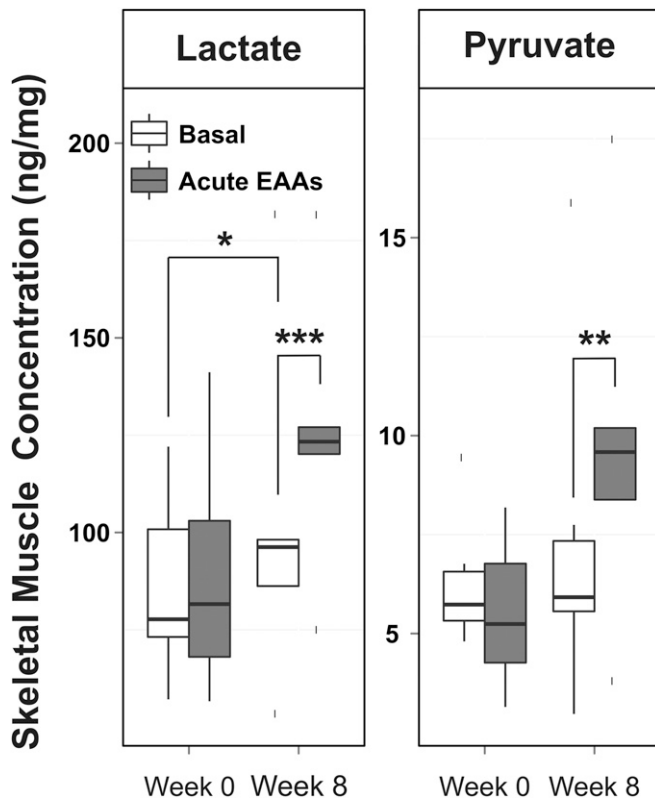 Lactate
Pyruvate
Skeletal Muscle Concentration (ng/mg)
Basal
Acute EAAs
200
150
100
*
***
15
10
5
**
Week 0
Week 8
Week 0
Week 8